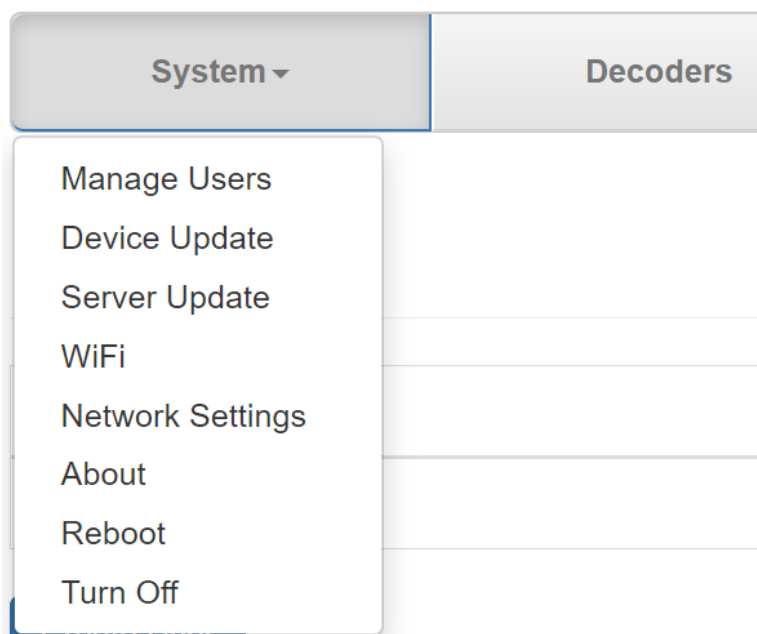 System
Decoders
Manage Users
Device Update
Server Update
WiFi
Network Settings
About
Reboot
Turn Off